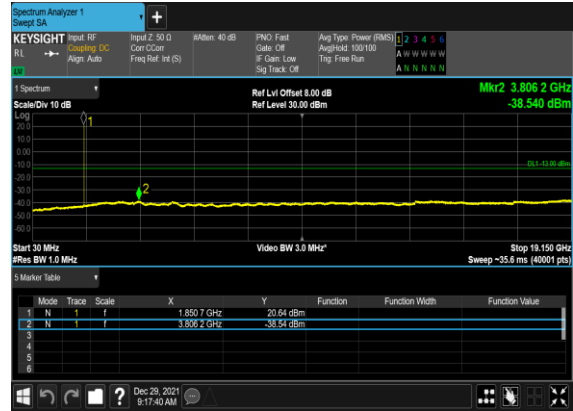 Spectrum Analyzer 1
Swept SA
+
KEYSIGHT Input: RF Input Z: 50 Ω #Atten: 40 dB PNO: Fast Avg Type: Power (RMS) 1 2 3 4 5 6
RL Coupling: DC Corr CCorr Gate: Off Avg|Hold: 100/100 A W W W W W
Align: Auto Freq Ref: Int (S) IF Gain: Low Trig: Free Run
Sig Track: Off A N N N N N
1 Spectrum Ref Lvl Offset 8.00 dB Mkr2 3.806 2 GHz
Scale/Div 10 dB Ref Level 30.00 dBm -38.540 dBm
Log
20.0
10.0
0.00
-10.0
-20.0
-30.0
-40.0
-50.0
-60.0
1
2
DL1 -13.00 dBm
Start 30 MHz Video BW 3.0 MHz* Stop 19.150 GHz
#Res BW 1.0 MHz Sweep ~35.6 ms (40001 pts)
5 Marker Table
Mode Trace Scale X Y Function Function Width Function Value
1 N 1 f 1.850 7 GHz 20.64 dBm
2 N 1 f 3.806 2 GHz -38.54 dBm
3
4
5
6
? Dec 29, 2021
9:17:40 AM